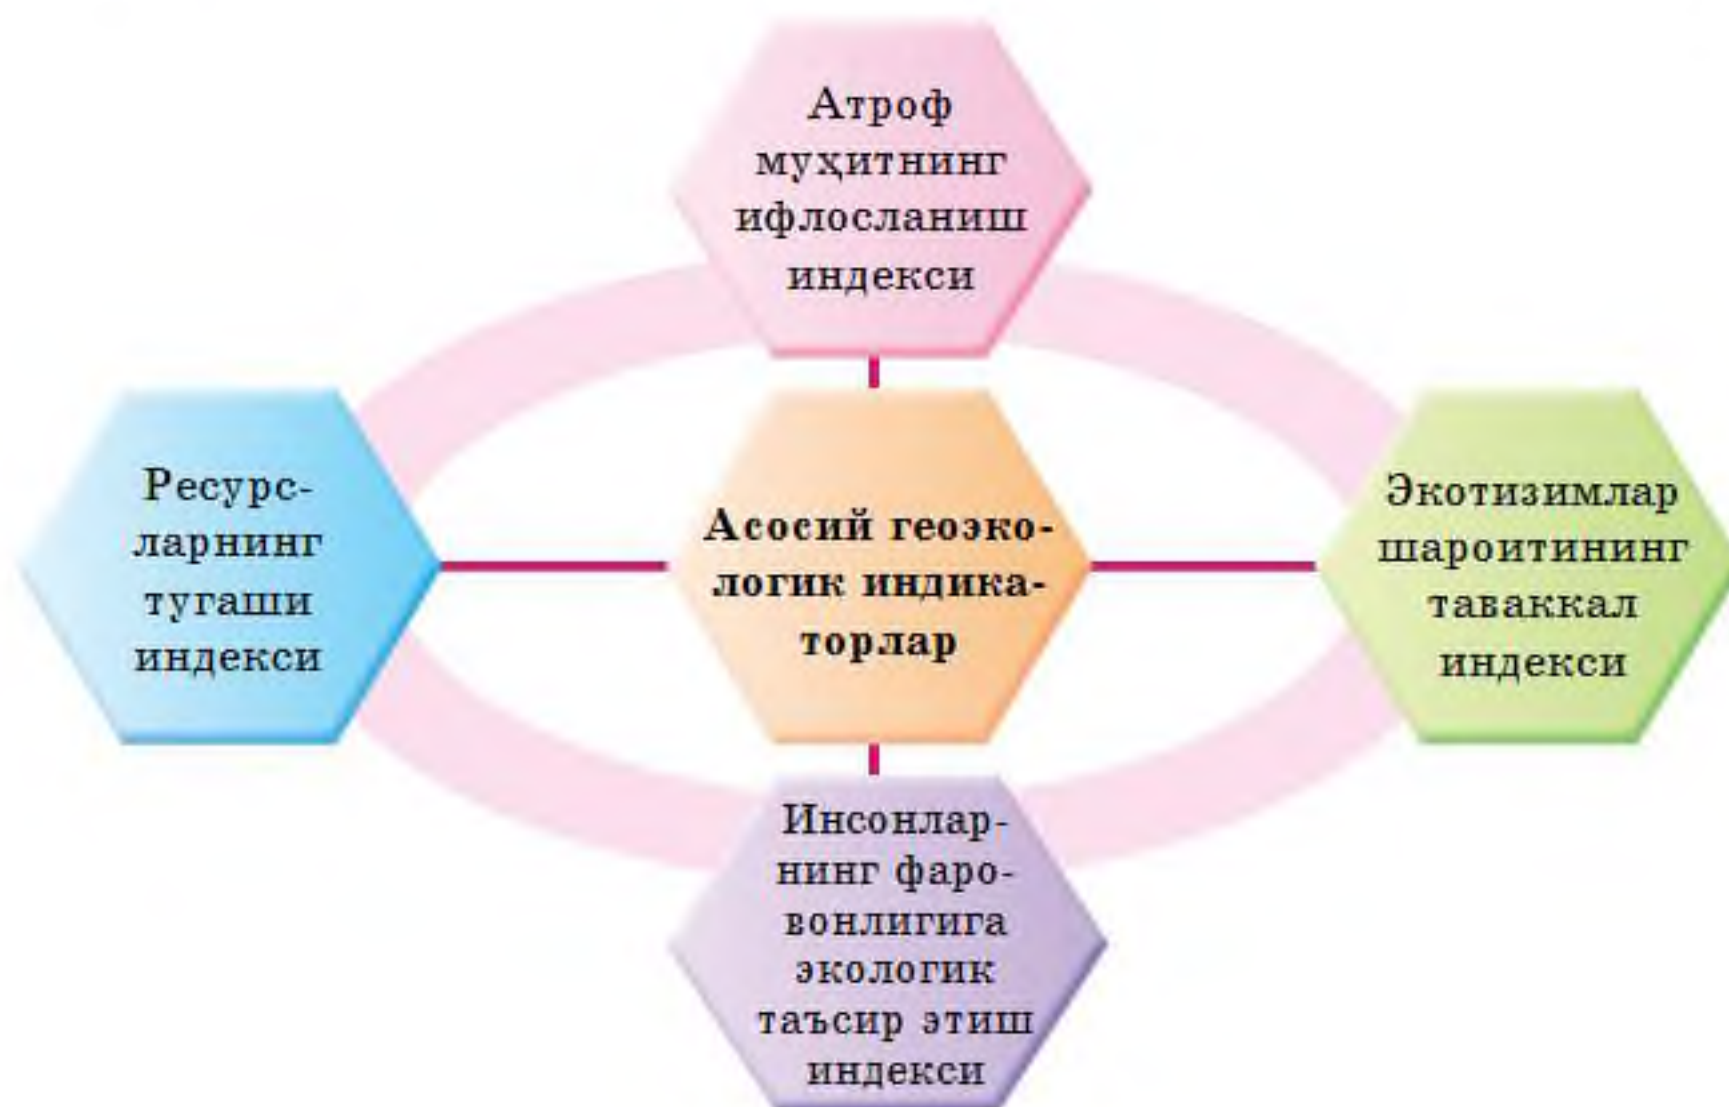 Атроф
муҳитнинг
ифлосланиш
индекси
Ресурс-
ларнинг
тугаши
индекси
Асосий геоэко-
логик индика-
торлар
Экотизимлар
шароитининг
таваккал
индекси
Инсонлар-
нинг фаро-
вонлигига
экологик
таъсир этиш
индекси